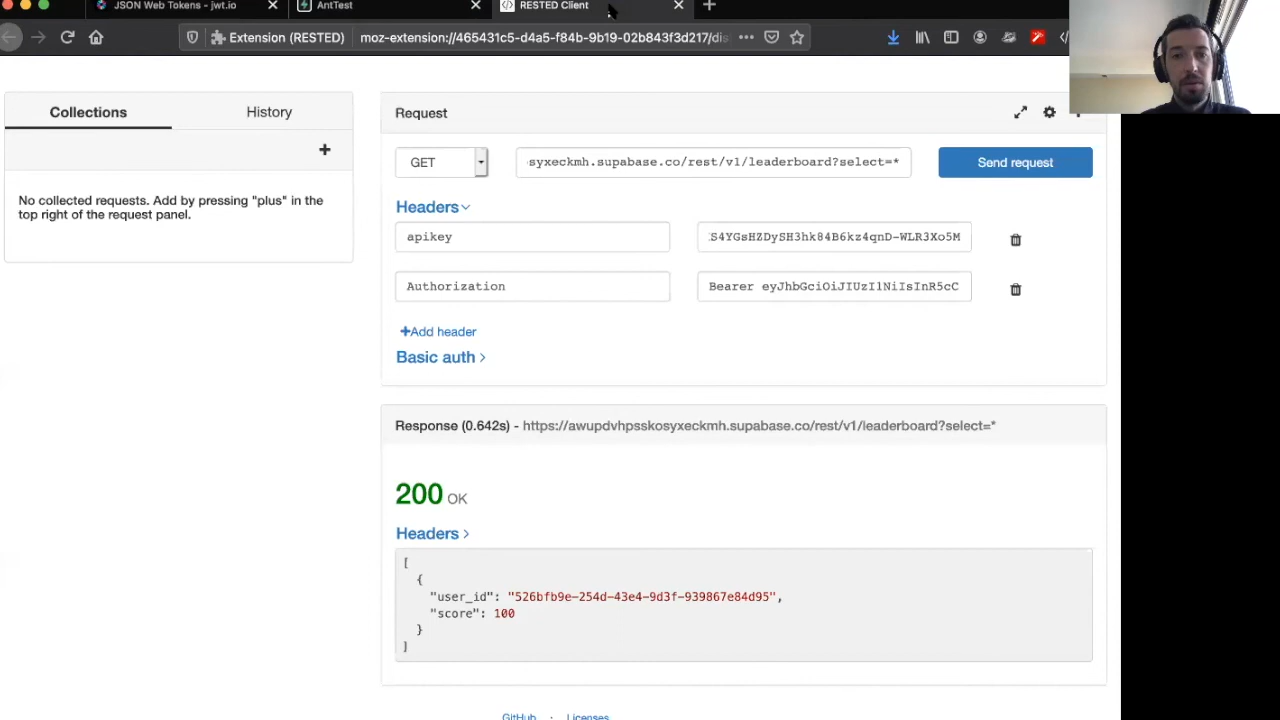 JSON Web Tokens - jwt.io
AntTest
RESTED Client
Extension (RESTED)
moz-extension://465431c5-d4a5-f84b-9b19-02b843f3d217/dis
Collections
History
No collected requests. Add by pressing "plus" in the
top right of the request panel.
Request
GET
syxeckmh.supabase.co/rest/v1/leaderboard?select=*
Send request
Headers
apikey
S4YGsHZDySH3hk84B6kz4qnD-WLR3Xo5M
Authorization
Bearer eyJhbGciOiJIUzI1NiIsInR5cC
+Add header
Basic auth
Response (0.642s) - https://awupdvhpsskosyxeckmh.supabase.co/rest/v1/leaderboard?select=*
200 OK
Headers
[
{
"user_id": "526bfb9e-254d-43e4-9d3f-939867e84d95",
"score": 100
}
]
GitHub · Licenses